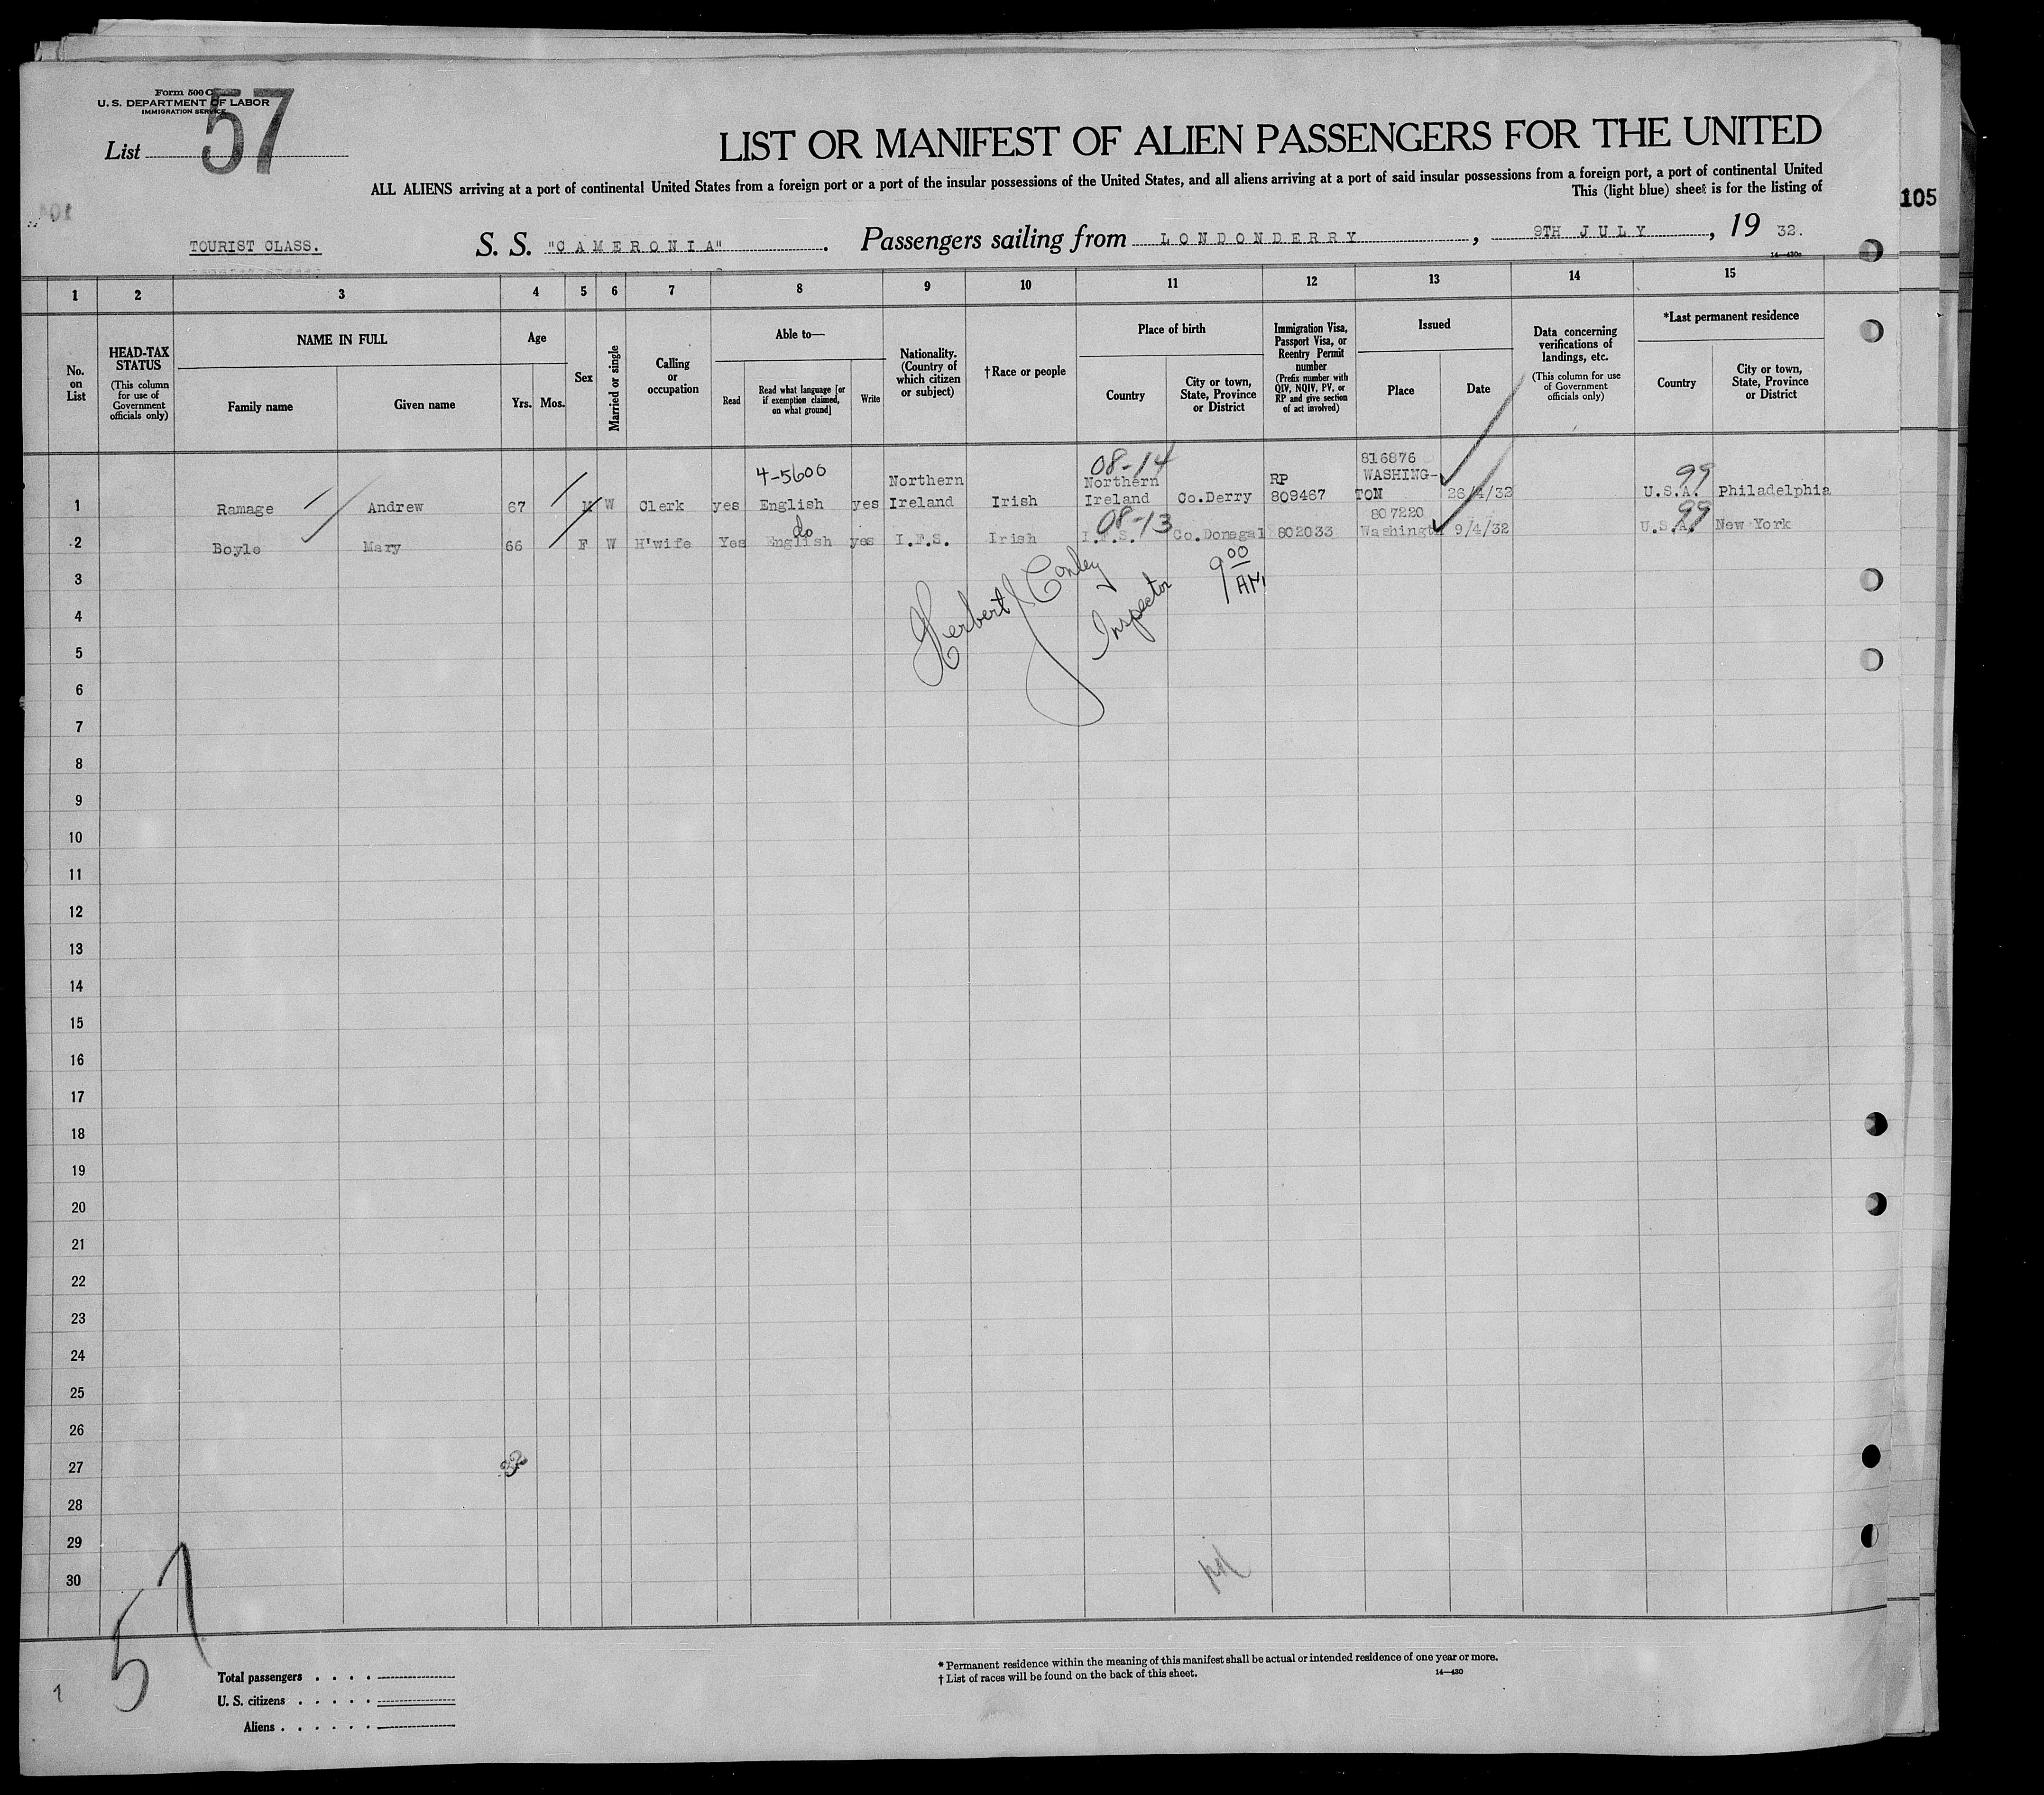 Form 500 C
U. S. DEPARTMENT OF LABOR
IMMIGRATION SERVICE
List 57
LIST OR MANIFEST OF ALIEN PASSENGERS FOR THE UNITED
ALL ALIENS arriving at a port of continental United States from a foreign port or a port of the insular possessions of the United States, and all aliens arriving at a port of said insular possessions from a foreign port, a port of continental United
This (light blue) sheet is for the listing of
105
TOURIST CLASS.
S. S. "CAMERONIA". Passengers sailing from LONDONDERRY, 9TH JULY, 19 32.
14—430c
1 2 3 4 5 6 7 8 9 10 11 12 13 14 15
No. on List
HEAD-TAX STATUS (This column for use of Government officials only)
NAME IN FULL
Family name
Given name
Age
Yrs. Mos.
Sex
Married or single
Calling or occupation
Able to—
Read
Read what language [or if exemption claimed, on what ground]
Write
Nationality. (Country of which citizen or subject)
†Race or people
Place of birth
Country
City or town, State, Province or District
Immigration Visa, Passport Visa, or Reentry Permit number (Prefix number with QIV, NQIV, PV, or RP and give section of act involved)
Issued
Place
Date
Data concerning verifications of landings, etc. (This column for use of Government officials only)
*Last permanent residence
Country
City or town, State, Province or District
4-5606 08-14 816876 99
Northern Northern RP WASHING-
1 Ramage Andrew 67 M W Clerk yes English yes Ireland Irish Ireland Co.Derry 809467 TON 26/4/32 U.S.A. Philadelphia
do 08-13 807220 99
2 Boyle Mary 66 F W H'wife Yes English yes I.F.S. Irish I.F.S. Co.Donagal 802033 Washingt 9/4/32 U.S.A. New York
Herbert J Conley
Inspector
9 00 AM
3
4
5
6
7
8
9
10
11
12
13
14
15
16
17
18
19
20
21
22
23
24
25
26
27
28
29
30
57
1
Total passengers . . . .
U. S. citizens . . . . .
Aliens . . . . . .
* Permanent residence within the meaning of this manifest shall be actual or intended residence of one year or more.
† List of races will be found on the back of this sheet.
14—430